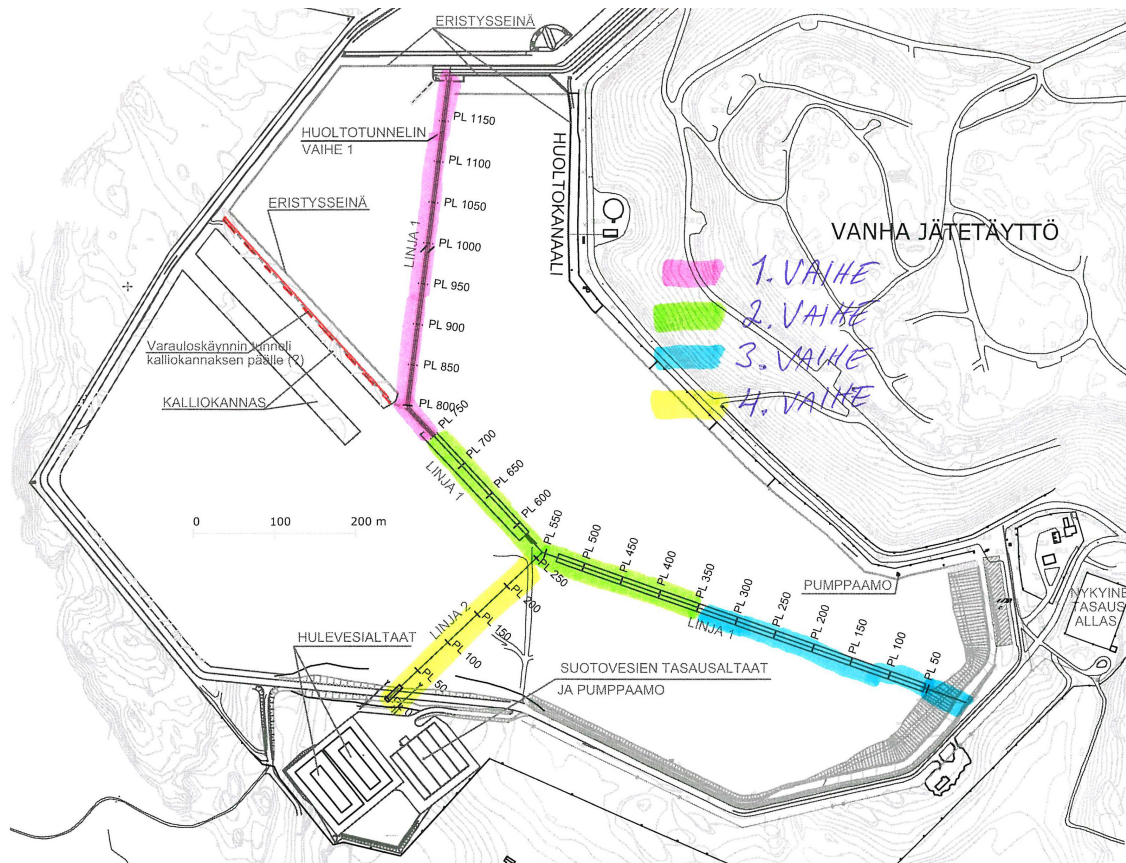 ERISTYSSEINÄ
PL 1150
HUOLTOTUNNELIN
VAIHE 1
PL 1100
HUOLTOKANAALI
ERISTYSSEINÄ
PL 1050
LINJA 1
PL 1000
VANHA JÄTETÄYTTÖ
1. VAIHE
PL 950
2. VAIHE
PL 900
Varauloskäynnin tunneli
kalliokannaksen päälle (?)
3. VAIHE
PL 850
KALLIOKANNAS
PL 800
4. VAIHE
PL 750
PL 700
LINJA 1
PL 650
PL 600
0 100 200 m
PL 550
PL 500
PL 450
PL 400
PL 350
PL 300
PL 250
PL 200
PL 150
PL 100
PL 50
LINJA 1
PUMPPAAMO
NYKYINE
TASAUS
ALLAS
PL 250
PL 200
LINJA 2
PL 150
PL 100
PL 50
HULEVESIALTAAT
SUOTOVESIEN TASAUSALTAAT
JA PUMPPAAMO